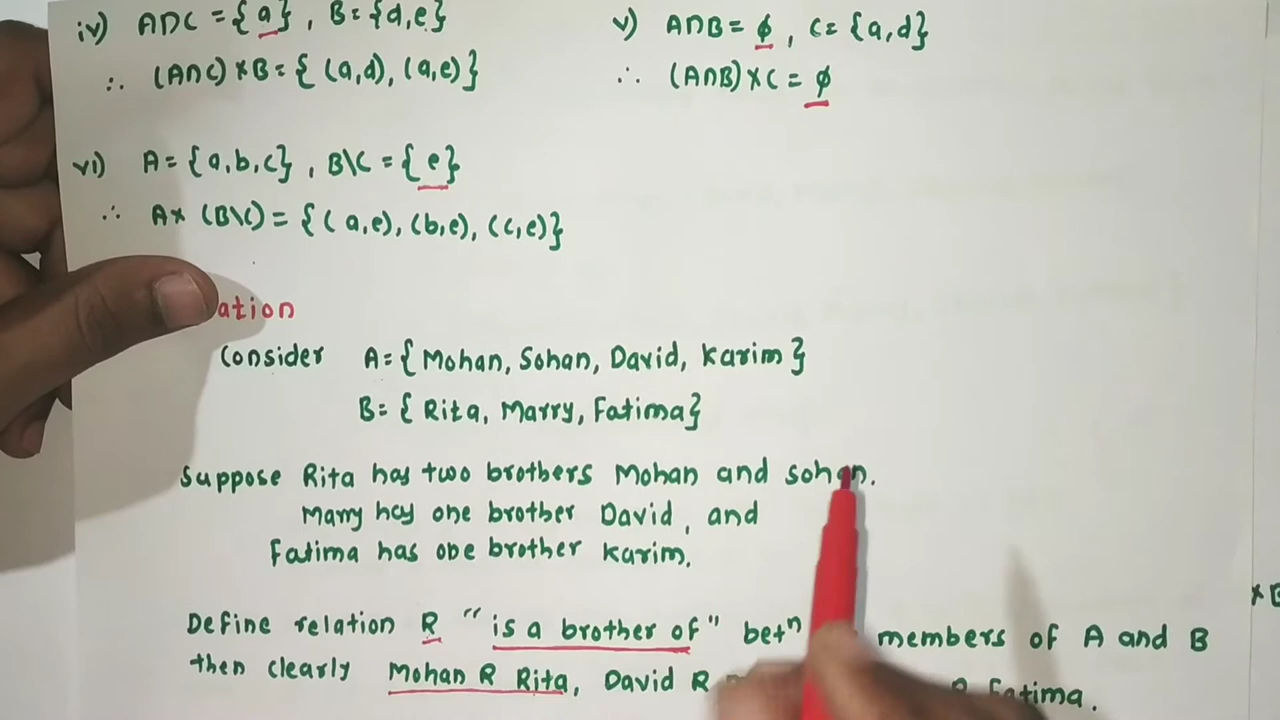 iv) A∩C = {a} , B = {d,e}
∴ (A∩C) × B = { (a,d), (a,e)}
v) A∩B = ϕ , C = {a,d}
∴ (A∩B) × C = ϕ
vi) A = {a,b,c} , B\C = {e}
∴ A× (B\C) = {( a,e), (b,e), (c,e)}
ation
Consider A = { Mohan, Sohan, David, Karim }
B = { Rita, Marry, Fatima}
Suppose Rita has two brothers Mohan and Sohan.
Marry has one brother David, and
Fatima has one brother Karim.
Define relation R "is a brother of" betⁿ members of A and B
then clearly Mohan R Rita, David R R Fatima.